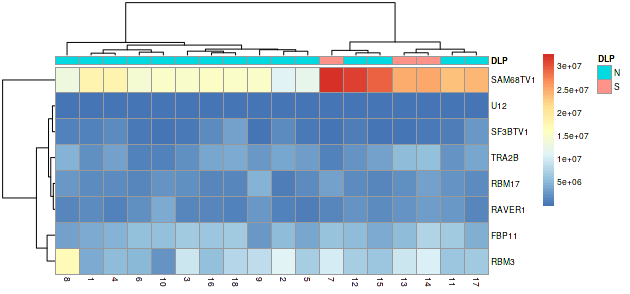 DLP
SAM68TV1
U12
SF3BTV1
TRA2B
RBM17
RAVER1
FBP11
RBM3
8 1 4 6 10 3 16 18 9 2 5 7 12 15 13 14 11 17
3e+07
2.5e+07
2e+07
1.5e+07
1e+07
5e+06
DLP
N
S